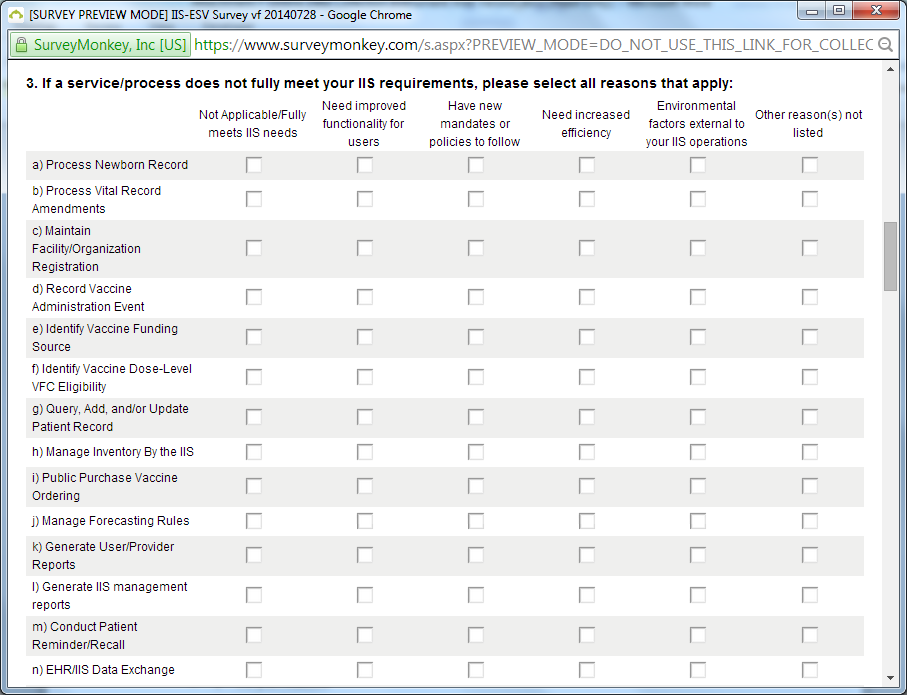 [SURVEY PREVIEW MODE] IIS-ESV Survey vf 20140728 - Google Chrome
SurveyMonkey, Inc [US] https://www.surveymonkey.com/s.aspx?PREVIEW_MODE=DO_NOT_USE_THIS_LINK_FOR_COLLEC
3. If a service/process does not fully meet your IIS requirements, please select all reasons that apply:
Not Applicable/Fully
meets IIS needs
Need improved
functionality for
users
Have new
mandates or
policies to follow
Need increased
efficiency
Environmental
factors external to
your IIS operations
Other reason(s) not
listed
a) Process Newborn Record
b) Process Vital Record
Amendments
c) Maintain
Facility/Organization
Registration
d) Record Vaccine
Administration Event
e) Identify Vaccine Funding
Source
f) Identify Vaccine Dose-Level
VFC Eligibility
g) Query, Add, and/or Update
Patient Record
h) Manage Inventory By the IIS
i) Public Purchase Vaccine
Ordering
j) Manage Forecasting Rules
k) Generate User/Provider
Reports
l) Generate IIS management
reports
m) Conduct Patient
Reminder/Recall
n) EHR/IIS Data Exchange